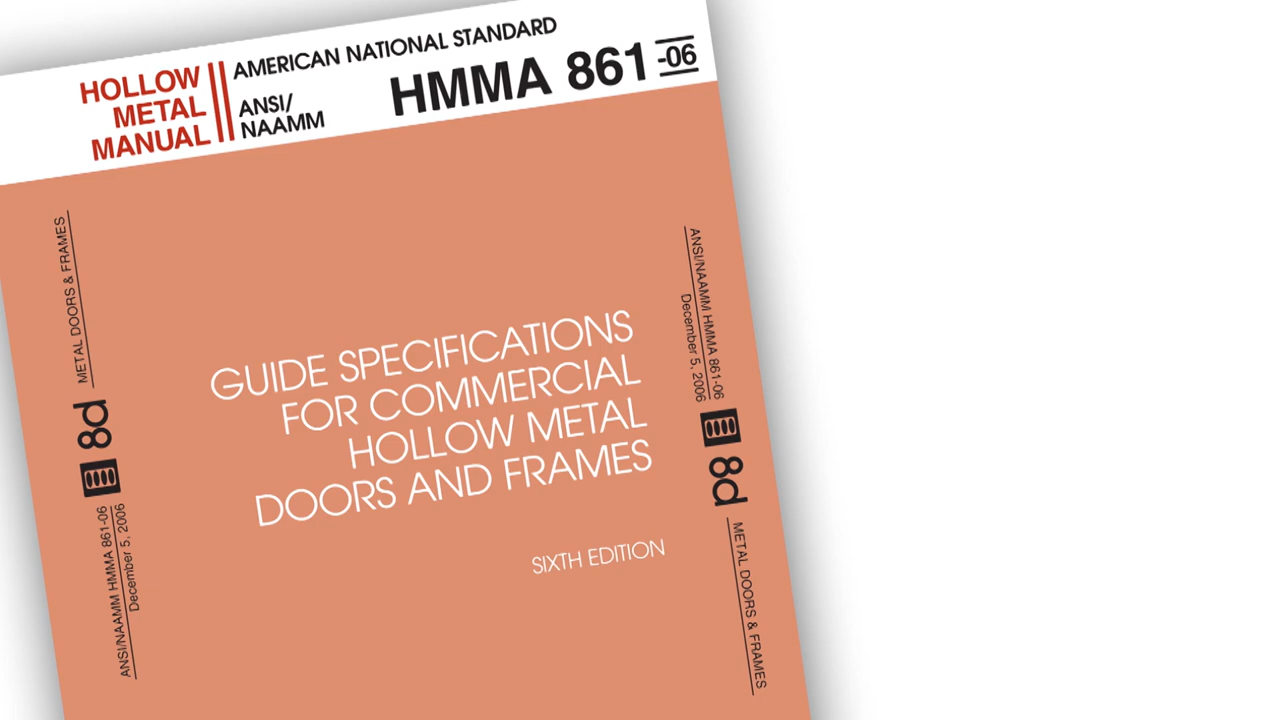 HOLLOW
METAL
MANUAL
AMERICAN NATIONAL STANDARD
ANSI/
NAAMM
HMMA 861-06
METAL DOORS & FRAMES
8d
ANSI/NAAMM HMMA 861-06
December 5, 2006
GUIDE SPECIFICATIONS
FOR COMMERCIAL
HOLLOW METAL
DOORS AND FRAMES
SIXTH EDITION
ANSI/NAAMM HMMA 861-06
December 5, 2006
8d
METAL DOORS & FRAMES